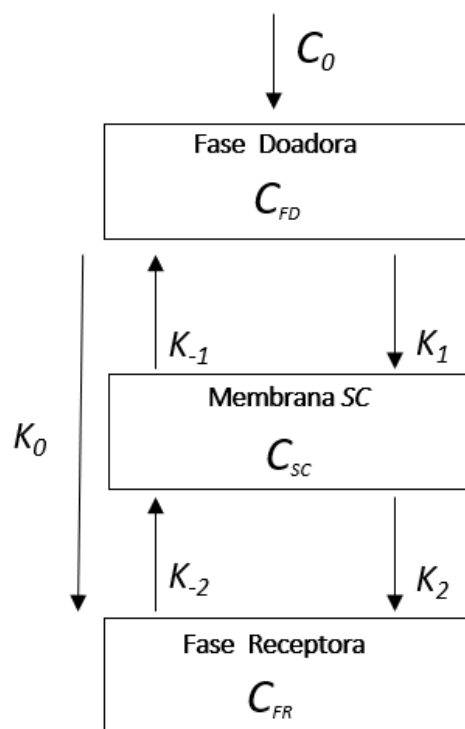 C0
Fase Doadora
CFD
K-1
K1
Membrana SC
K0
CSC
K-2
K2
Fase Receptora
CFR